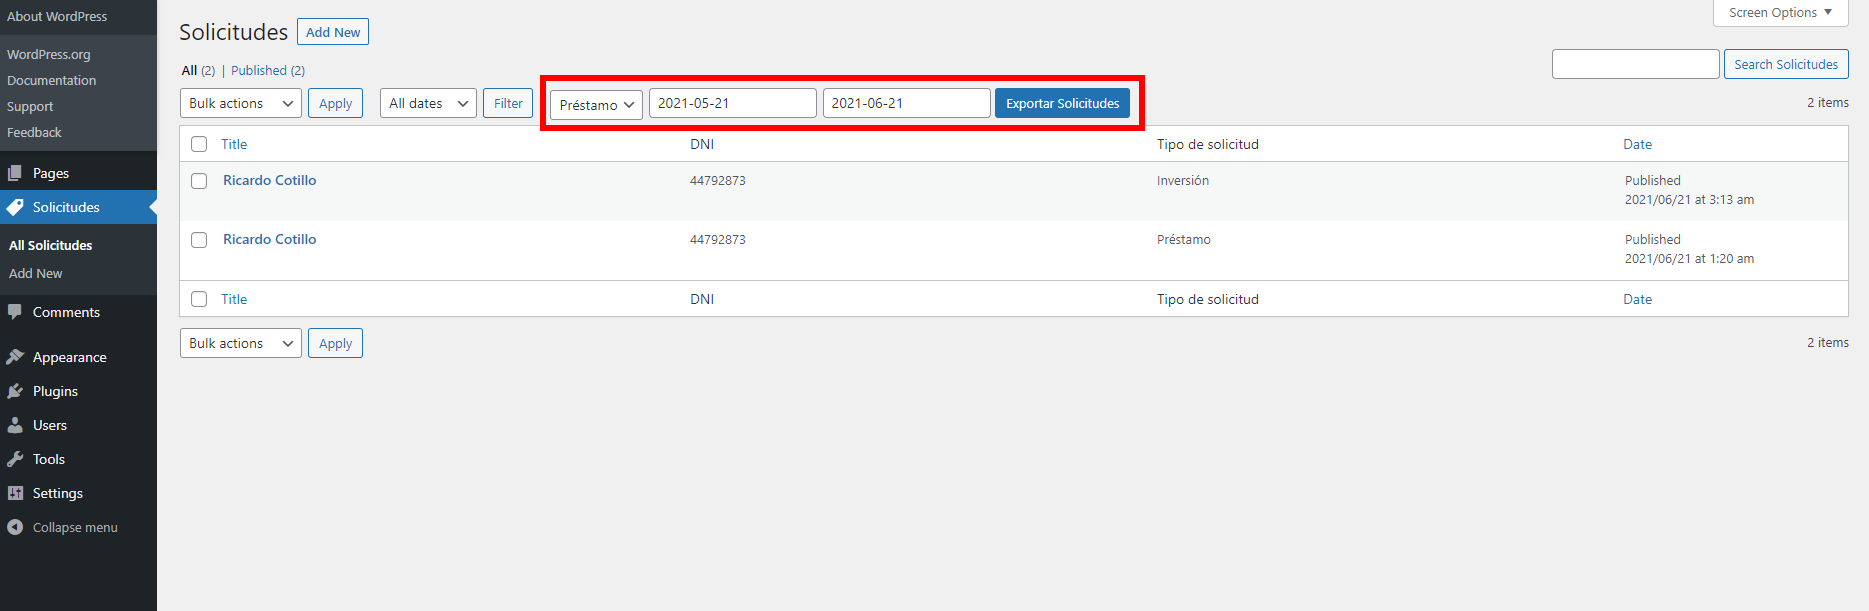 About WordPress
WordPress.org
Documentation
Support
Feedback
Pages
Solicitudes
All Solicitudes
Add New
Comments
Appearance
Plugins
Users
Tools
Settings
Collapse menu
Screen Options
Solicitudes Add New
All (2) | Published (2)
Search Solicitudes
Bulk actions Apply All dates Filter Préstamo 2021-05-21 2021-06-21 Exportar Solicitudes 2 items
Title DNI Tipo de solicitud Date
Ricardo Cotillo 44792873 Inversión Published
2021/06/21 at 3:13 am
Ricardo Cotillo 44792873 Préstamo Published
2021/06/21 at 1:20 am
Title DNI Tipo de solicitud Date
Bulk actions Apply 2 items